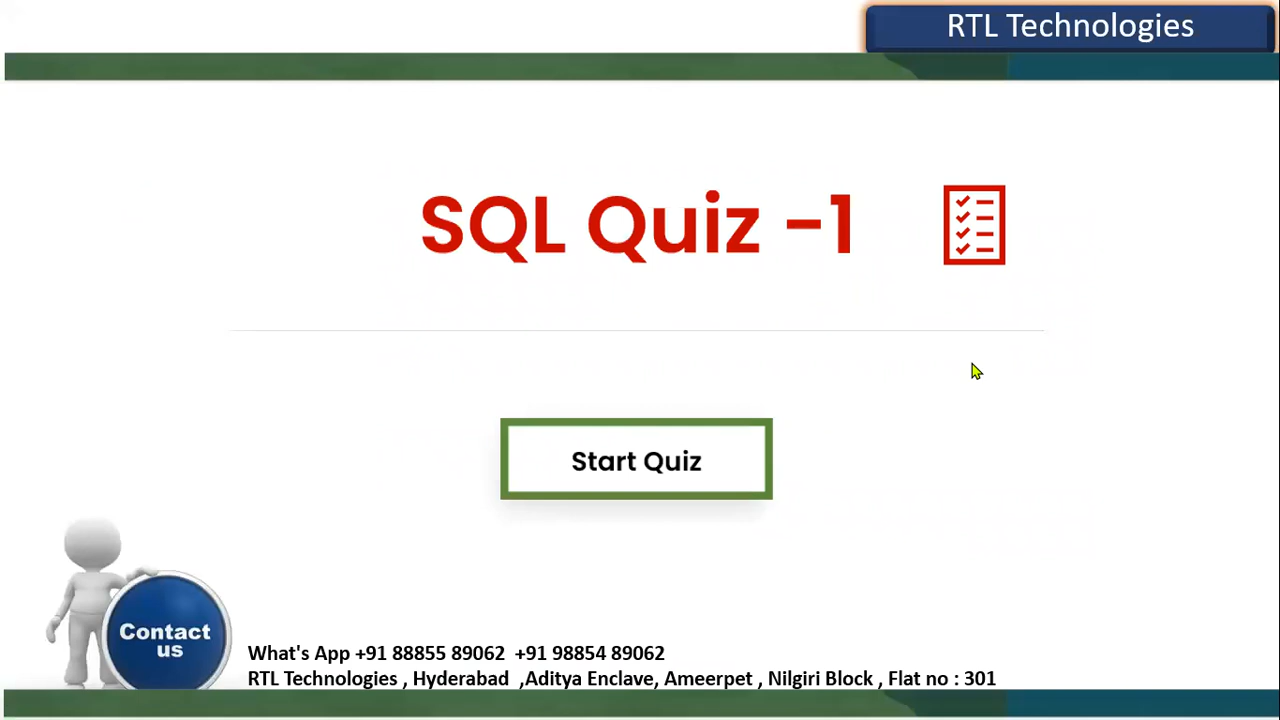 RTL Technologies
SQL Quiz -1
Start Quiz
Contact
us
What's App +91 88855 89062 +91 98854 89062
RTL Technologies , Hyderabad ,Aditya Enclave, Ameerpet , Nilgiri Block , Flat no : 301